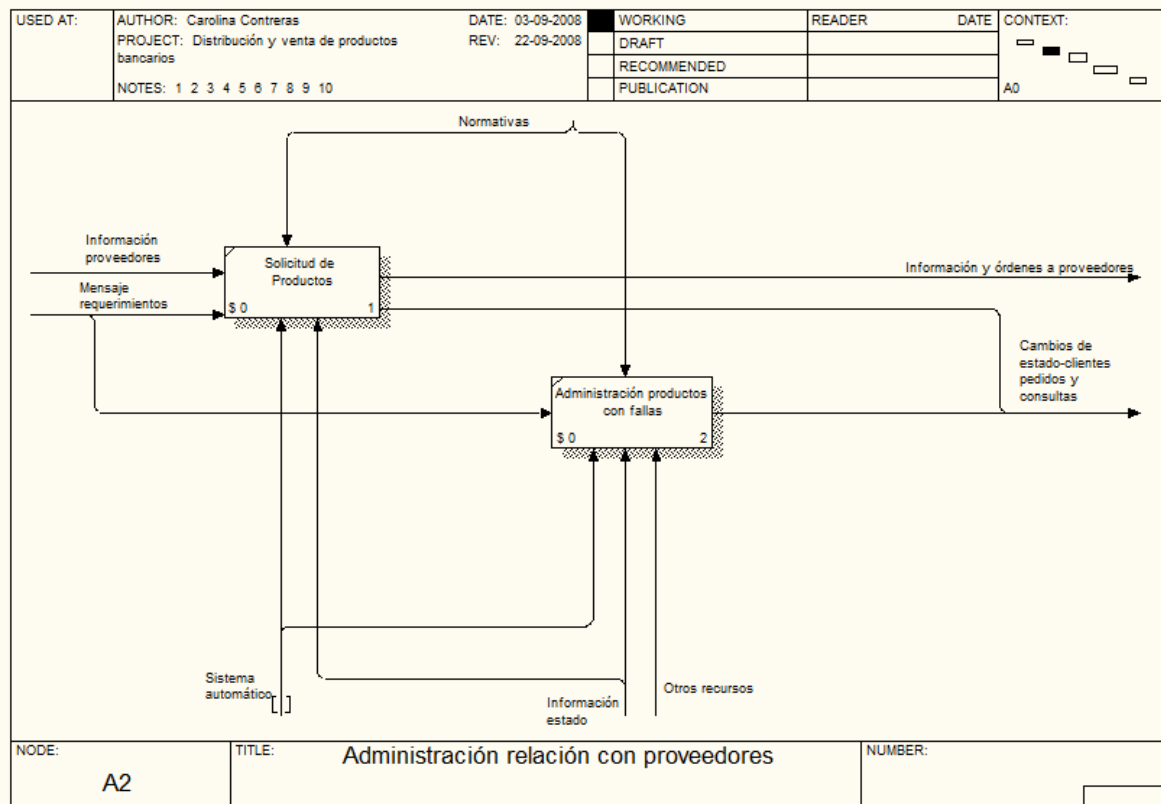 USED AT:
AUTHOR: Carolina Contreras
DATE: 03-09-2008
PROJECT: Distribución y venta de productos
bancarios
REV: 22-09-2008
NOTES: 1 2 3 4 5 6 7 8 9 10
WORKING
DRAFT
RECOMMENDED
PUBLICATION
READER
DATE
CONTEXT:
A0
Normativas
Información
proveedores
Mensaje
requerimientos
Solicitud de
Productos
$ 0
1
Información y órdenes a proveedores
Cambios de
estado-clientes
pedidos y
consultas
Administración productos
con fallas
$ 0
2
Sistema
automático
Información
estado
Otros recursos
NODE:
A2
TITLE:
Administración relación con proveedores
NUMBER: